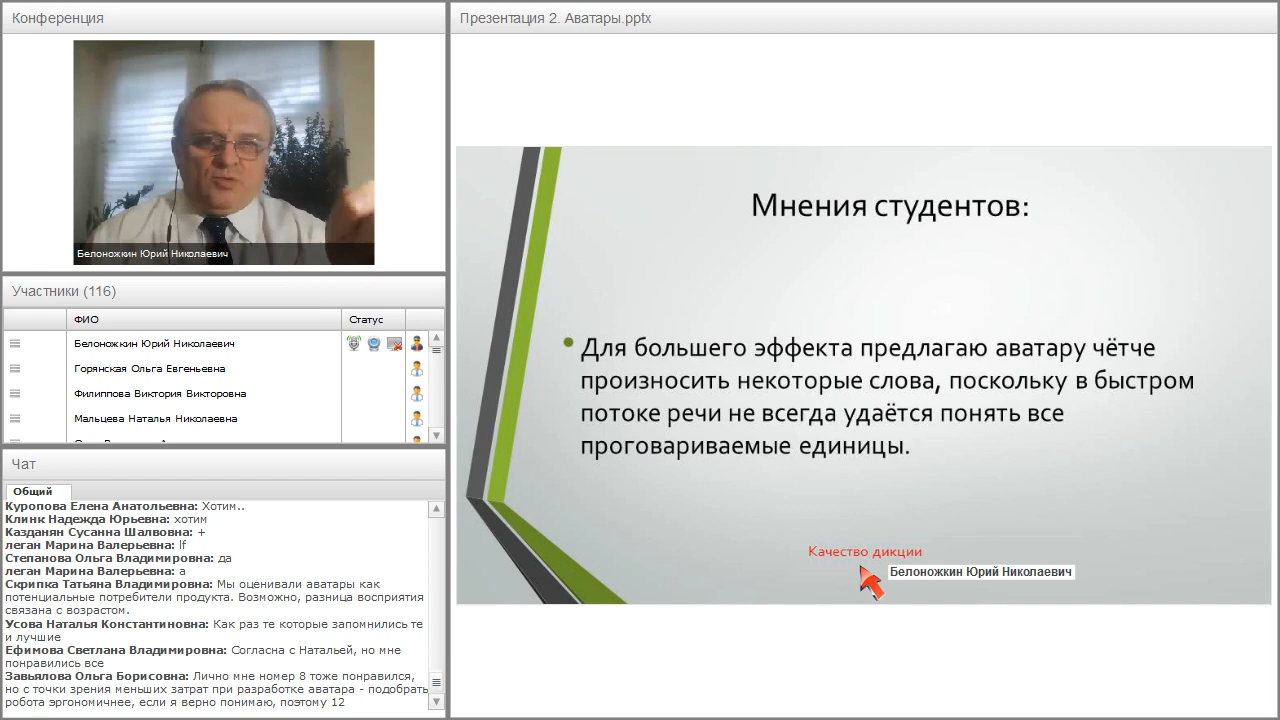 Конференция
Белоножкин Юрий Николаевич
Участники (116)
ФИО
Статус
Белоножкин Юрий Николаевич
Горянская Ольга Евгеньевна
Филиппова Виктория Викторовна
Мальцева Наталья Николаевна
Чат
Общий
Куропова Елена Анатольевна: Хотим..
Клинк Надежда Юрьевна: хотим
Казданян Сусанна Шалвовна: +
леган Марина Валерьевна: lf
Степанова Ольга Владимировна: да
леган Марина Валерьевна: а
Скрипка Татьяна Владимировна: Мы оценивали аватары как
потенциальные потребители продукта. Возможно, разница восприятия
связана с возрастом.
Усова Наталья Константиновна: Как раз те которые запомнились те
и лучшие
Ефимова Светлана Владимировна: Согласна с Натальей, но мне
понравились все
Завьялова Ольга Борисовна: Лично мне номер 8 тоже понравился,
но с точки зрения меньших затрат при разработке аватара - подобрать
робота эргономичнее, если я верно понимаю, поэтому 12
Презентация 2. Аватары.pptx
Мнения студентов:
Для большего эффекта предлагаю аватару чётче
произносить некоторые слова, поскольку в быстром
потоке речи не всегда удаётся понять все
проговариваемые единицы.
Качество дикции
Белоножкин Юрий Николаевич